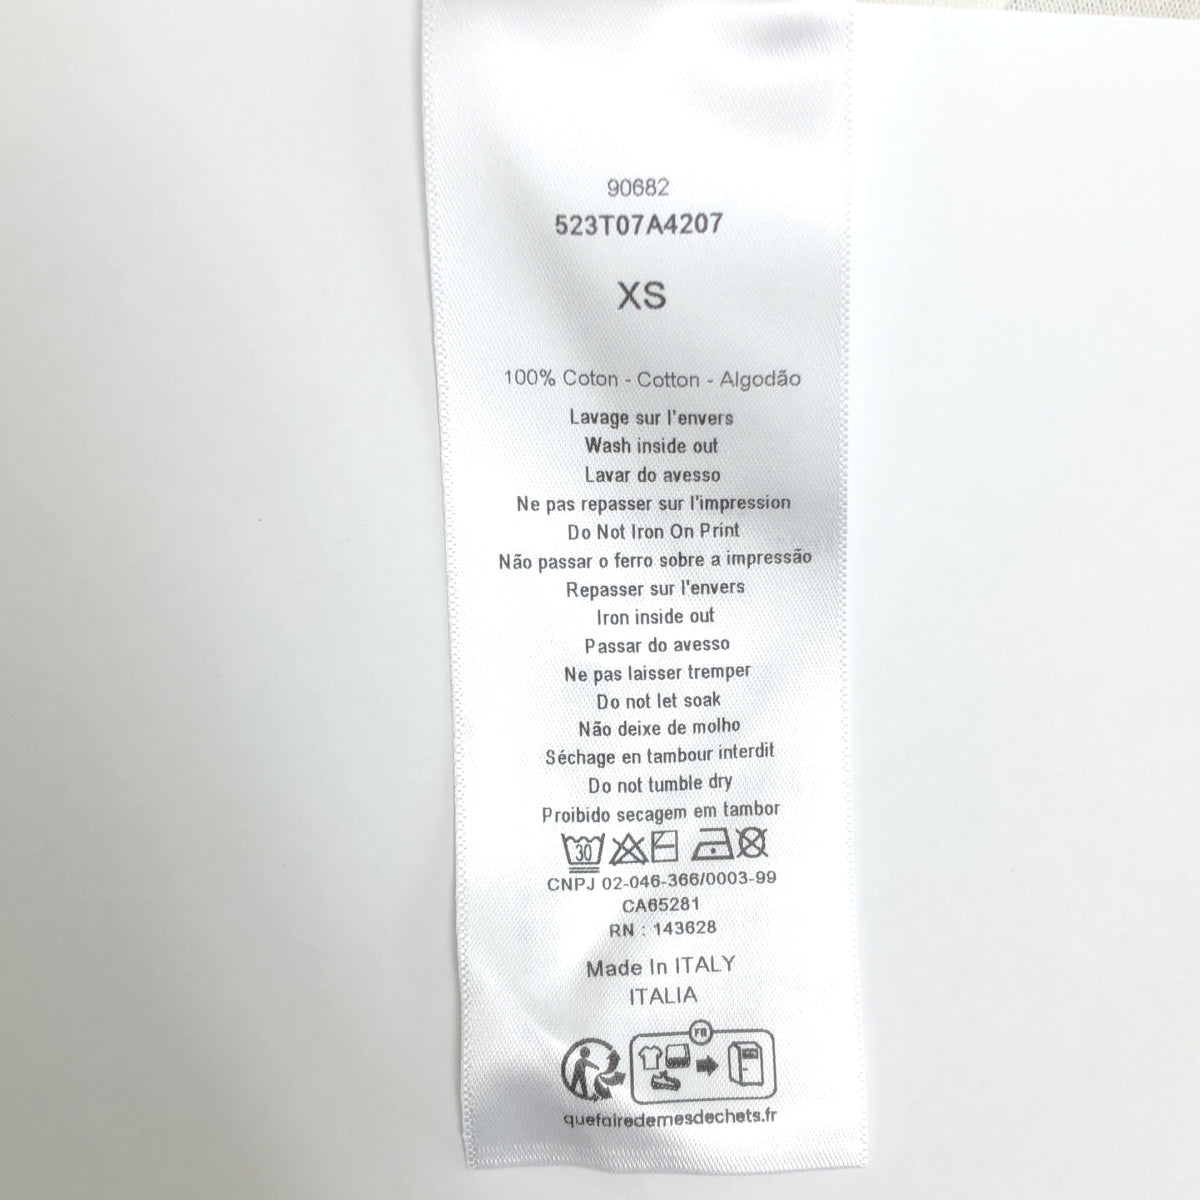 90682
523T07A4207
XS
100% Coton - Cotton - Algodão
Lavage sur l'envers
Wash inside out
Lavar do avesso
Ne pas repasser sur l'impression
Do Not Iron On Print
Não passar o ferro sobre a impressão
Repasser sur l'envers
Iron inside out
Passar do avesso
Ne pas laisser tremper
Do not let soak
Não deixe de molho
Séchage en tambour interdit
Do not tumble dry
Proibido secagem em tambor
30
CNPJ 02-046-366/0003-99
CA65281
RN : 143628
Made In ITALY
ITALIA
FR
quefairedemesdechets.fr